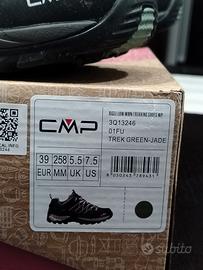 RIGEL LOW WMN TREKKING SHOES WP
3Q13246
01FU
TREK GREEN-JADE
CMP
39 258 5.5 7.5
EUR MM UK US
8050243789431
subito